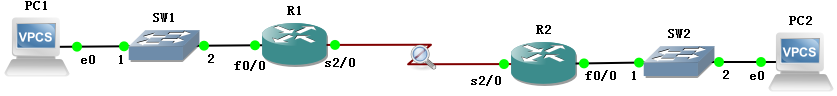 PC1
VPCS
e0
1
SW1
2
f0/0
R1
s2/0
s2/0
R2
f0/0
1
SW2
2
e0
PC2
VPCS